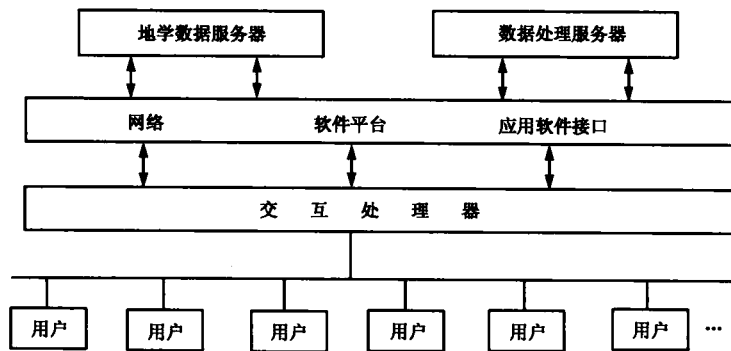 地学数据服务器 数据处理服务器
网络 软件平台 应用软件接口
交互处理器
用户 用户 用户 用户 用户 用户 …